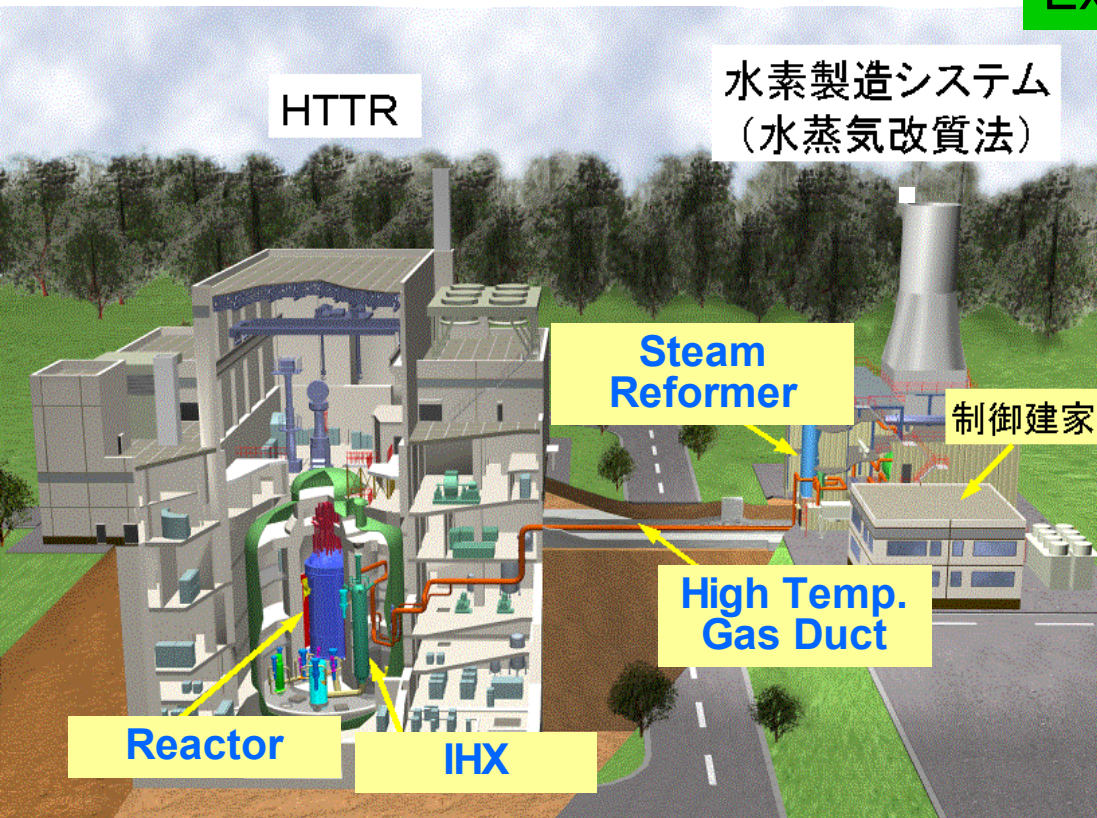 HTTR
水素製造システム
（水蒸気改質法）
Steam
Reformer
制御建家
High Temp.
Gas Duct
Reactor
IHX